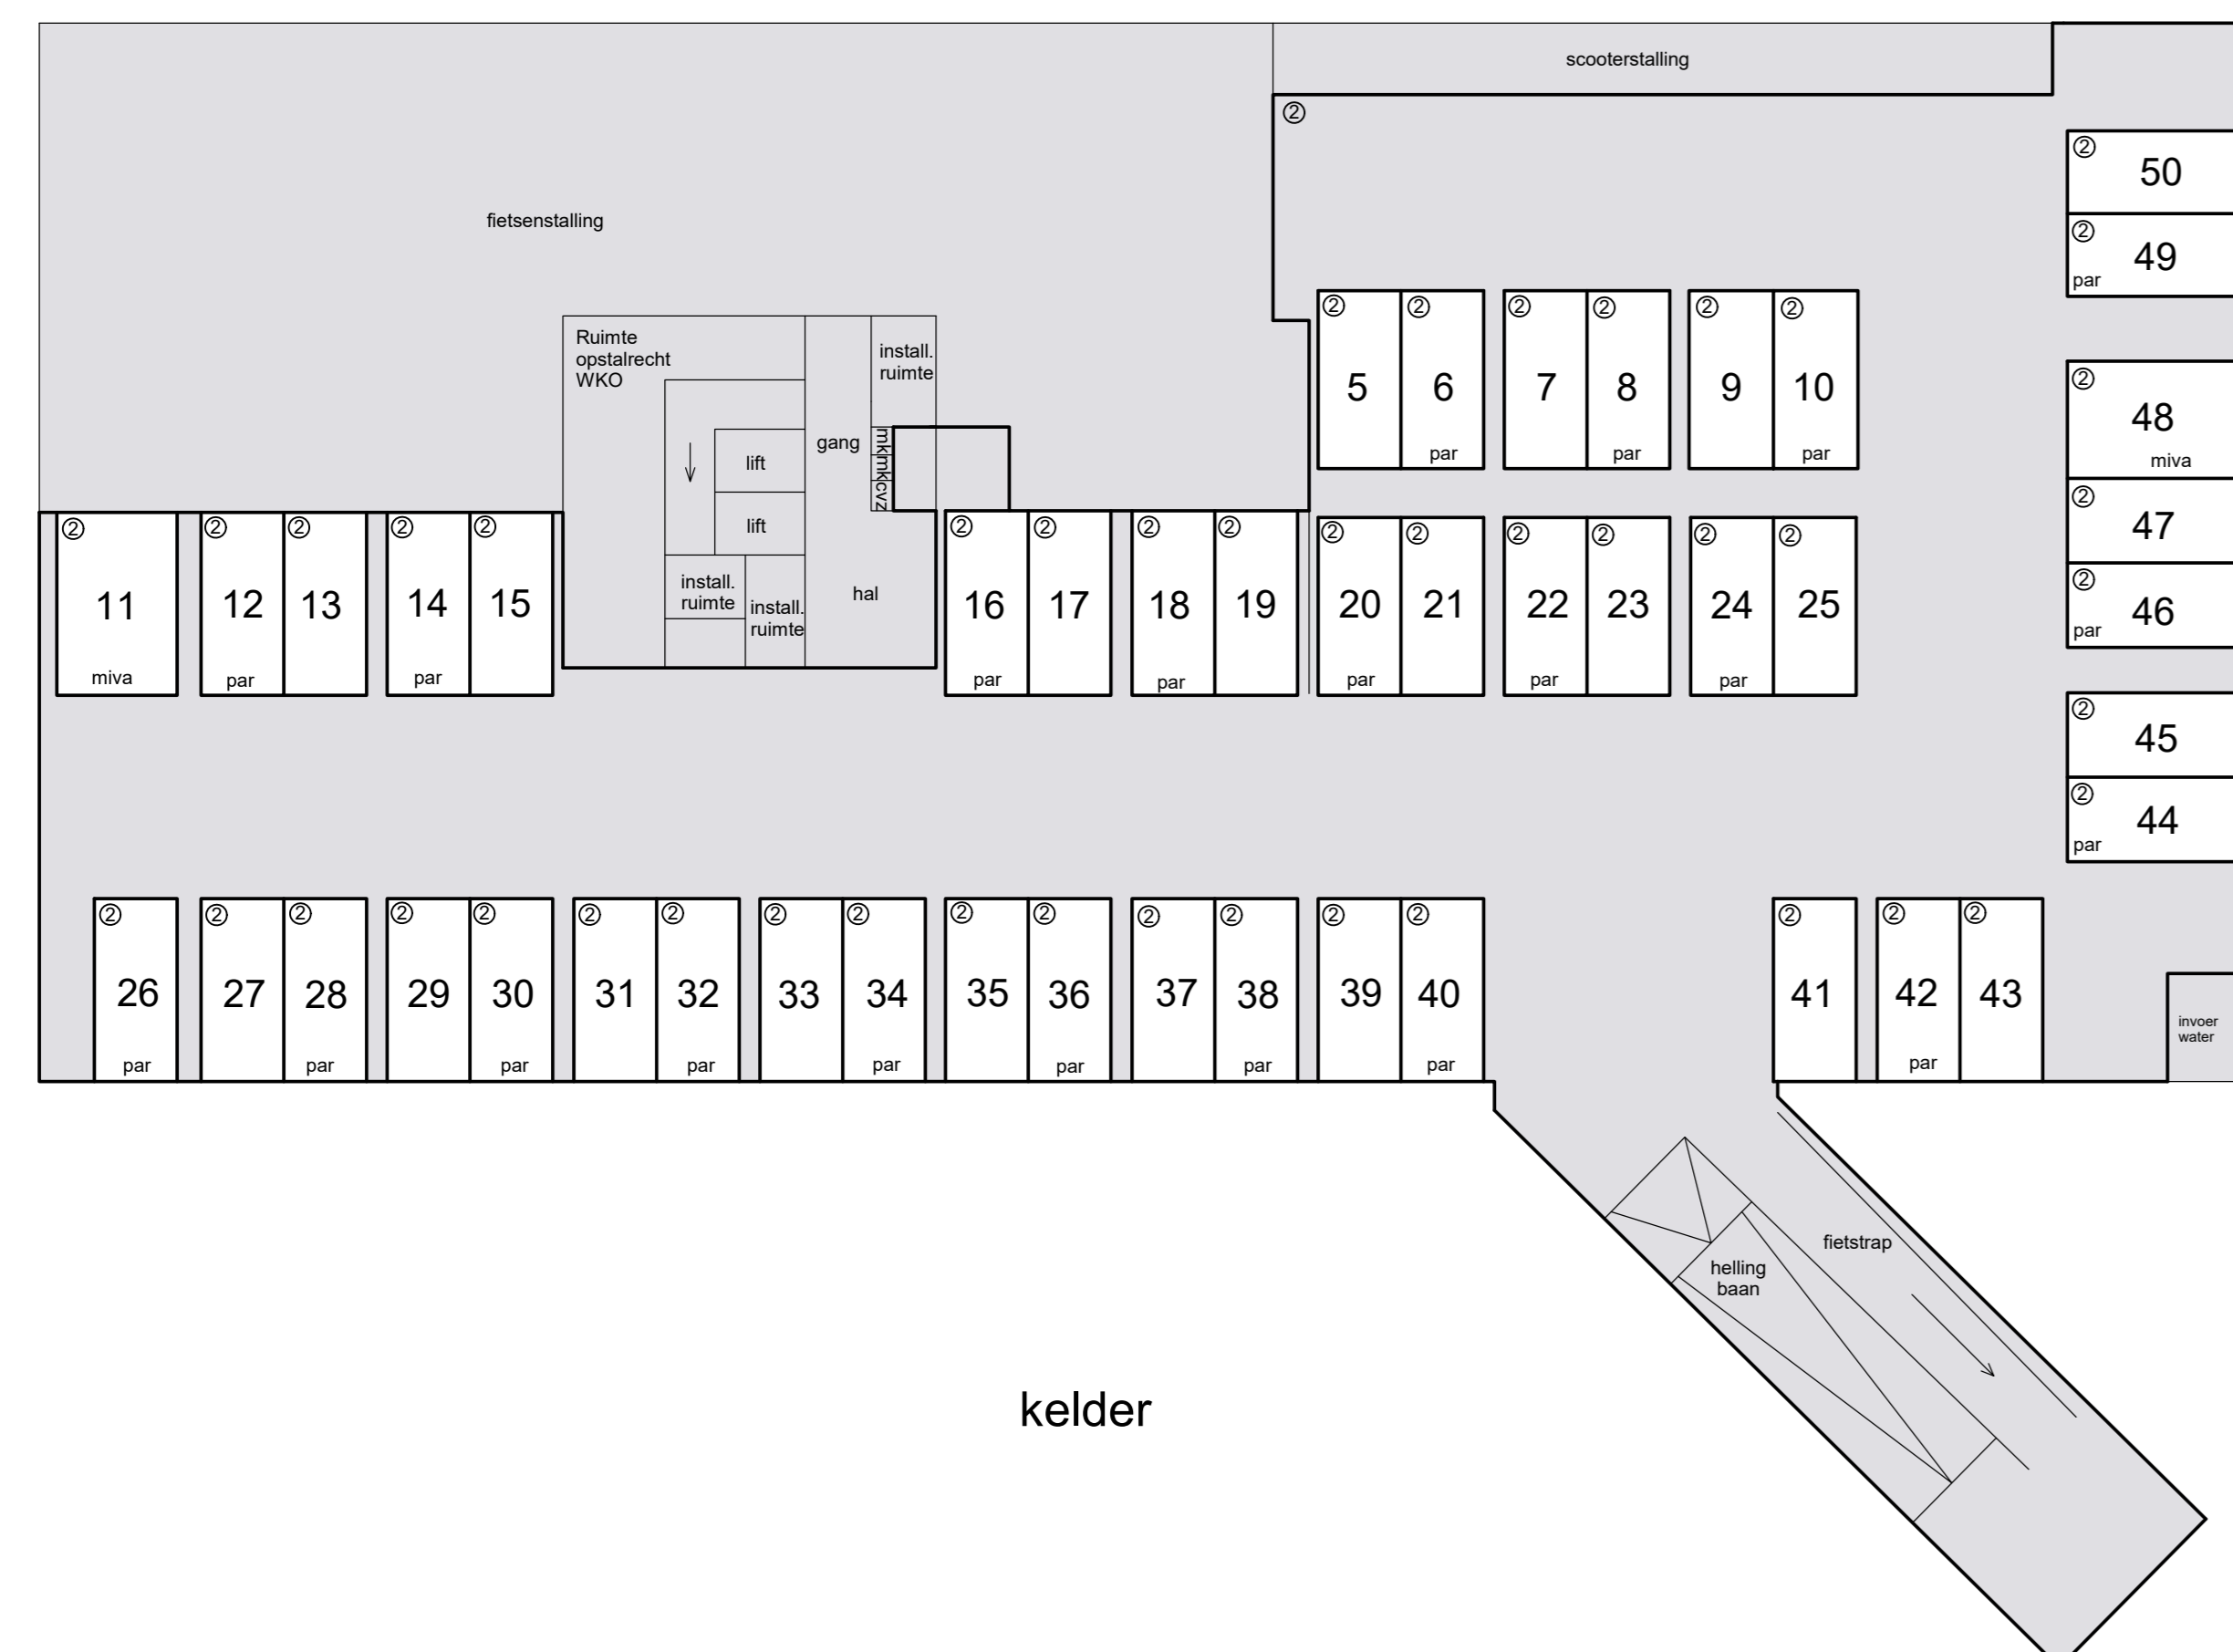 scooterstalling
②
② 50
② 49
par
fietsenstalling
② ② ② ② ② ②
5 6 7 8 9 10
par par par
Ruimte
opstalrecht
WKO
install.
ruimte
gang
mk
mk
cvz
lift
lift
install.
ruimte
install.
ruimte
hal
② 48
miva
② 47
② 46
par
② ② ② ② ② ② ② ② ② ② ② ② ② ② ②
11 12 13 14 15 16 17 18 19 20 21 22 23 24 25
miva par par par par par par par
② 45
② 44
par
② ② ② ② ② ② ② ② ② ② ② ② ② ② ② ② ② ②
26 27 28 29 30 31 32 33 34 35 36 37 38 39 40 41 42 43
par par par par par par par par par
invoer
water
fietstrap
helling
baan
kelder